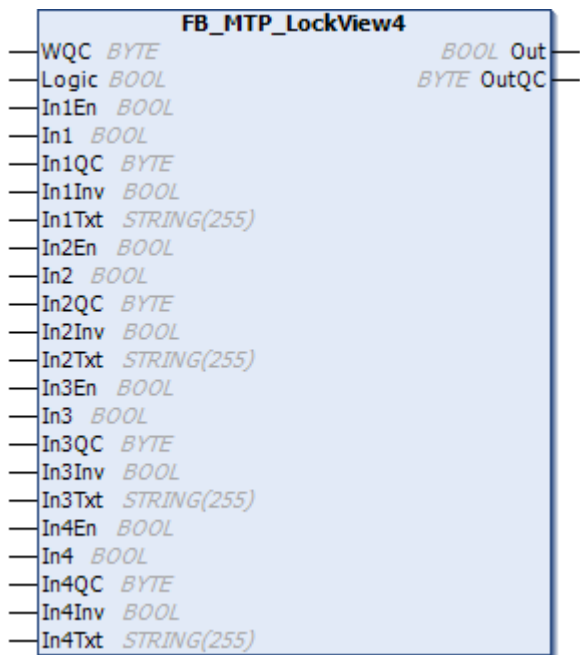 FB_MTP_LockView4
WQC BYTE BOOL Out
Logic BOOL BYTE OutQC
In1En BOOL
In1 BOOL
In1QC BYTE
In1Inv BOOL
In1Txt STRING(255)
In2En BOOL
In2 BOOL
In2QC BYTE
In2Inv BOOL
In2Txt STRING(255)
In3En BOOL
In3 BOOL
In3QC BYTE
In3Inv BOOL
In3Txt STRING(255)
In4En BOOL
In4 BOOL
In4QC BYTE
In4Inv BOOL
In4Txt STRING(255)